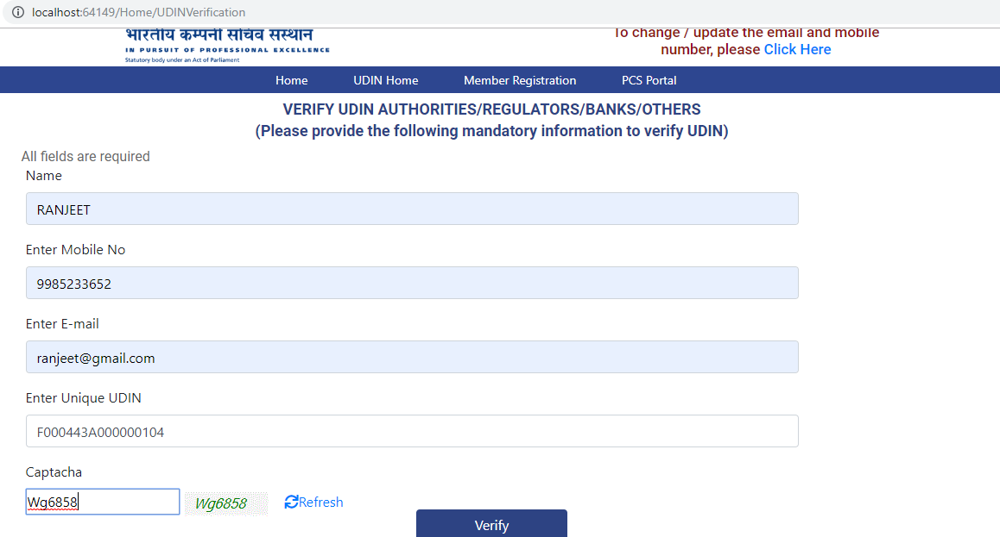 localhost:64149/Home/UDINVerification
भारतीय कम्पनी सचिव संस्थान
IN PURSUIT OF PROFESSIONAL EXCELLENCE
Statutory body under an Act of Parliament
To change / update the email and mobile
number, please Click Here
Home UDIN Home Member Registration PCS Portal
VERIFY UDIN AUTHORITIES/REGULATORS/BANKS/OTHERS
(Please provide the following mandatory information to verify UDIN)
All fields are required
Name
RANJEET
Enter Mobile No
9985233652
Enter E-mail
ranjeet@gmail.com
Enter Unique UDIN
F000443A000000104
Captacha
Wg6858 Wg6858 Refresh
Verify